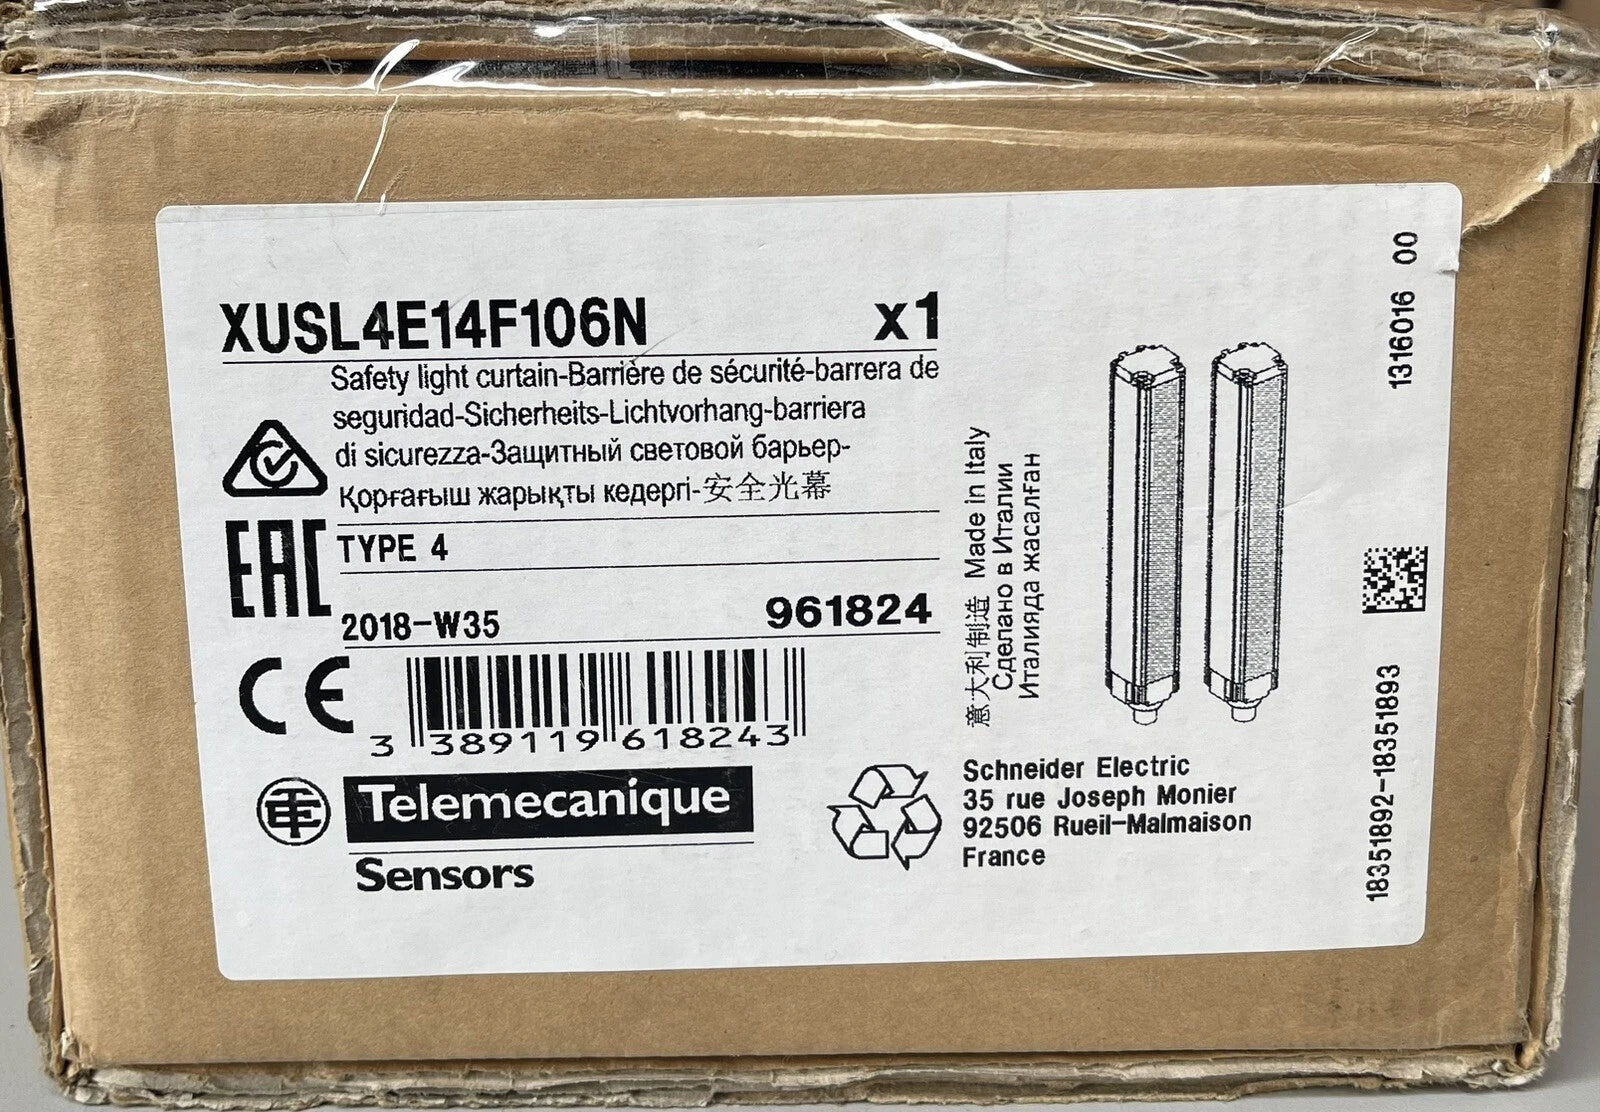 XUSL4E14F106N x1
Safety light curtain-Barrière de sécurité-barrera de
seguridad-Sicherheits-Lichtvorhang-barriera
di sicurezza-Защитный световой барьер-
Қорғағыш жарықты кедергі-安全光幕
EAC
TYPE 4
2018-W35 961824
CE
3 389119 618243
Telemecanique
Sensors
意大利制造 Made in Italy
Сделано в Италии
Италияда жасалған
Schneider Electric
35 rue Joseph Monier
92506 Rueil-Malmaison
France
1316016 00
18351892-18351893